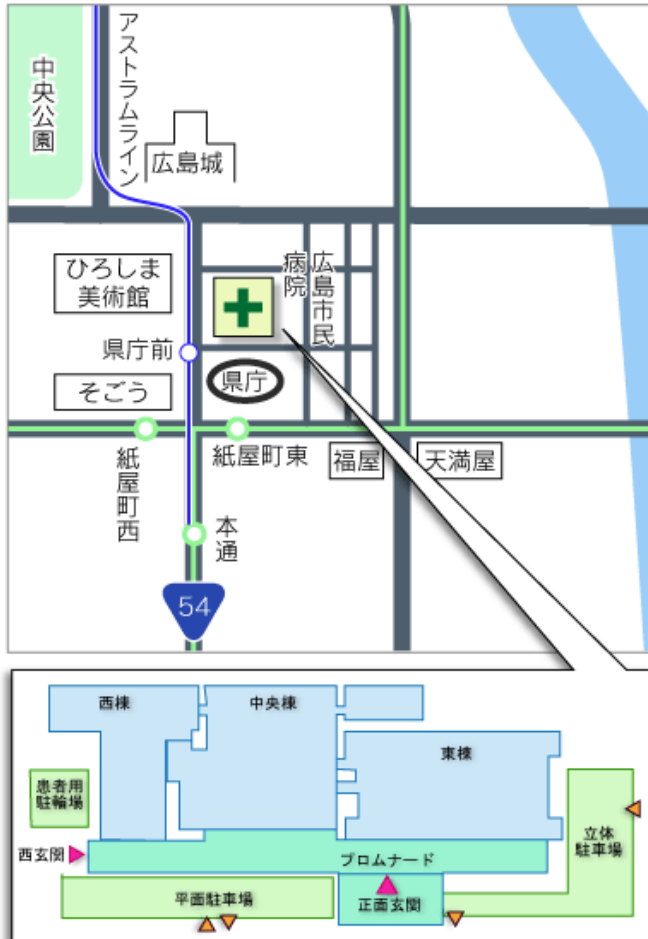 アストラムライン
中央公園
広島城
ひろしま
美術館
広島市民
病院
県庁前
県庁
そごう
紙屋町西
紙屋町東
福屋
天満屋
本通
54
西棟
中央棟
東棟
患者用
駐輪場
立体
駐車場
西玄関
プロムナード
平面駐車場
正面玄関